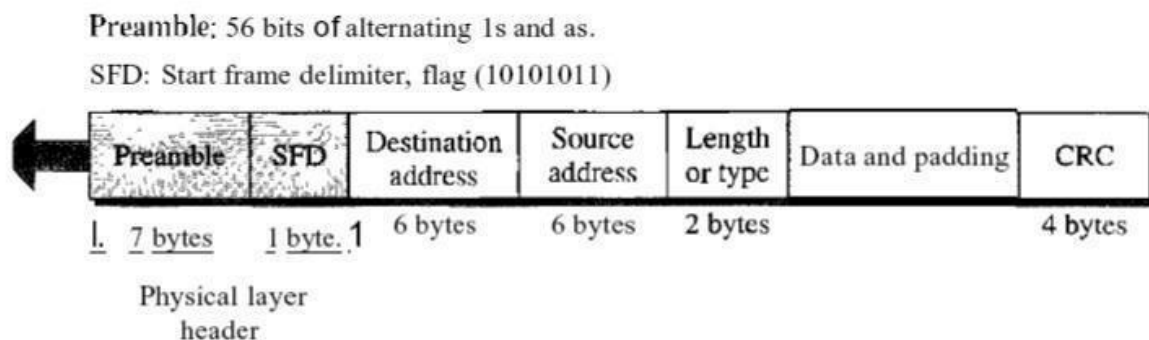 Preamble: 56 bits of alternating 1s and as.
SFD: Start frame delimiter, flag (10101011)
Preamble SFD Destination address Source address Length or type Data and padding CRC
l. 7 bytes 1 byte. 1 6 bytes 6 bytes 2 bytes 4 bytes
Physical layer
header